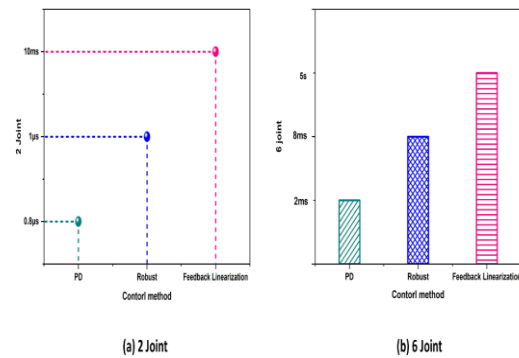 10ms
1μs
0.8μs
2 Joint
PD
Robust
Feedback Linearization
Contorl method
(a) 2 Joint
5s
8ms
2ms
6 joint
PD
Robust
Feedback Linearization
Contorl method
(b) 6 Joint